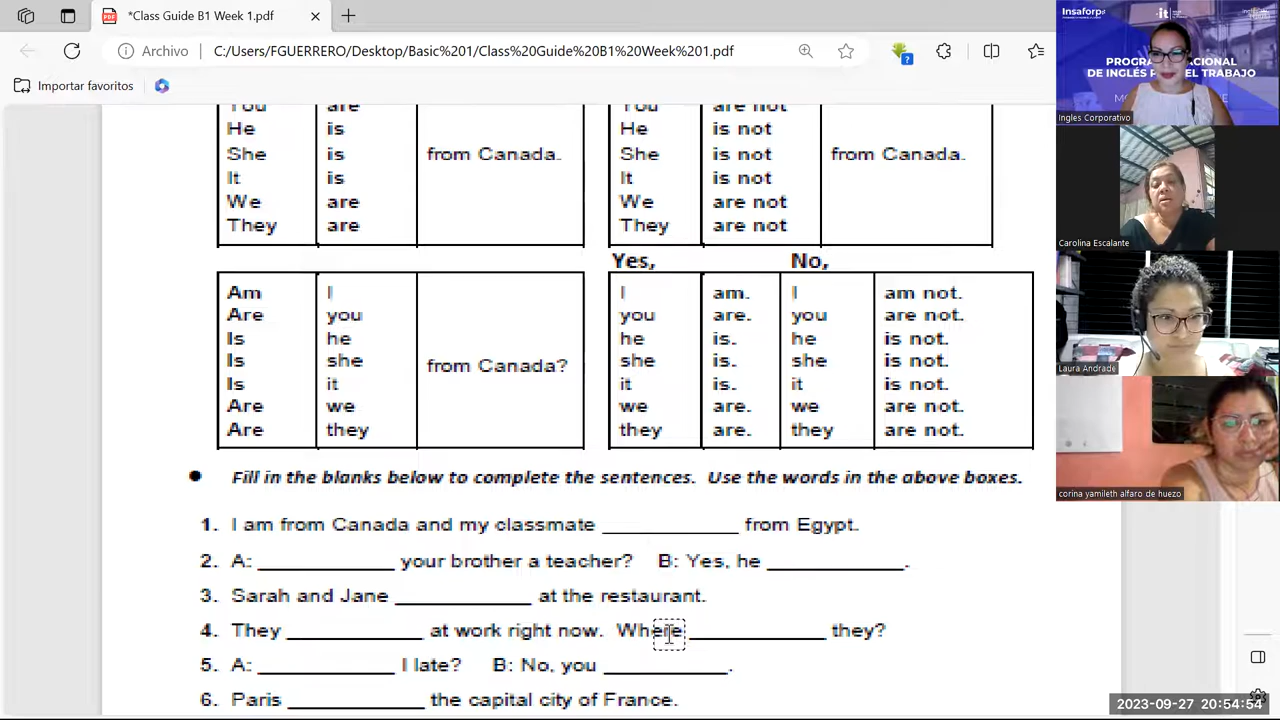 *Class Guide B1 Week 1.pdf
Archivo C:/Users/FGUERRERO/Desktop/Basic%201/Class%20Guide%20B1%20Week%201.pdf
Importar favoritos
You are You are not
He is He is not
She is from Canada. She is not from Canada.
It is It is not
We are We are not
They are They are not
Yes, No,
Am I I am. I am not.
Are you you are. you are not.
Is he he is. he is not.
Is she from Canada? she is. she is not.
Is it it is. it is not.
Are we we are. we are not.
Are they they are. they are not.
● Fill in the blanks below to complete the sentences. Use the words in the above boxes.
1. I am from Canada and my classmate ____________ from Egypt.
2. A: ____________ your brother a teacher? B: Yes, he ____________.
3. Sarah and Jane ____________ at the restaurant.
4. They ____________ at work right now. Where ____________ they?
5. A: ____________ I late? B: No, you ___________.
6. Paris ____________ the capital city of France.
Insaforp
Ingles Corporativo
Carolina Escalante
Laura Andrade
corina yamileth alfaro de huezo
2023-09-27 20:54:54